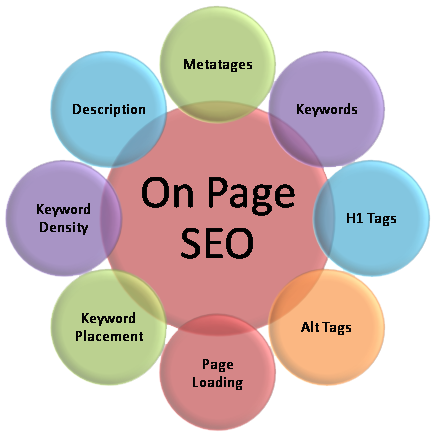 Metatages
Description
Keywords
On Page
SEO
Keyword
Density
H1 Tags
Keyword
Placement
Alt Tags
Page
Loading